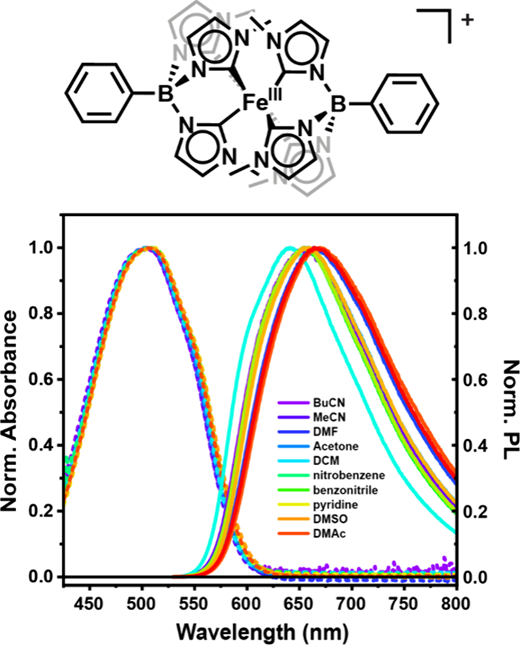 +
N N N N
N N N N
B Fe III B
N N N N
N N N N
1.0 1.0
0.8 0.8
0.6 0.6
0.4 0.4
0.2 0.2
0.0 0.0
Norm. Absorbance
Norm. PL
BuCN
MeCN
DMF
Acetone
DCM
nitrobenzene
benzonitrile
pyridine
DMSO
DMAc
450 500 550 600 650 700 750 800
Wavelength (nm)